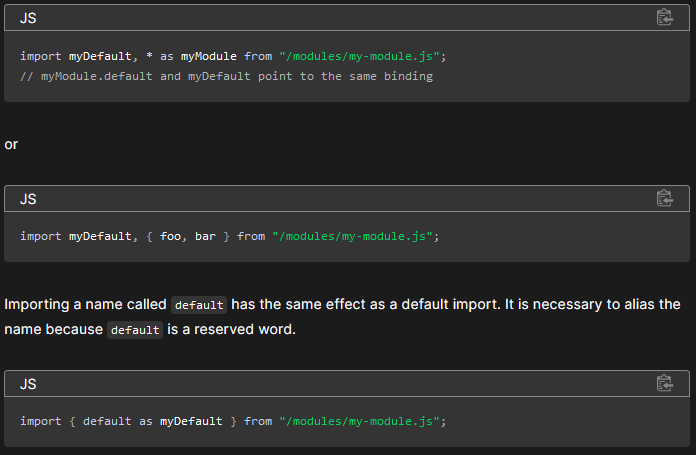 JS
import myDefault, * as myModule from "/modules/my-module.js";
// myModule.default and myDefault point to the same binding
or
JS
import myDefault, { foo, bar } from "/modules/my-module.js";
Importing a name called default has the same effect as a default import. It is necessary to alias the
name because default is a reserved word.
JS
import { default as myDefault } from "/modules/my-module.js";